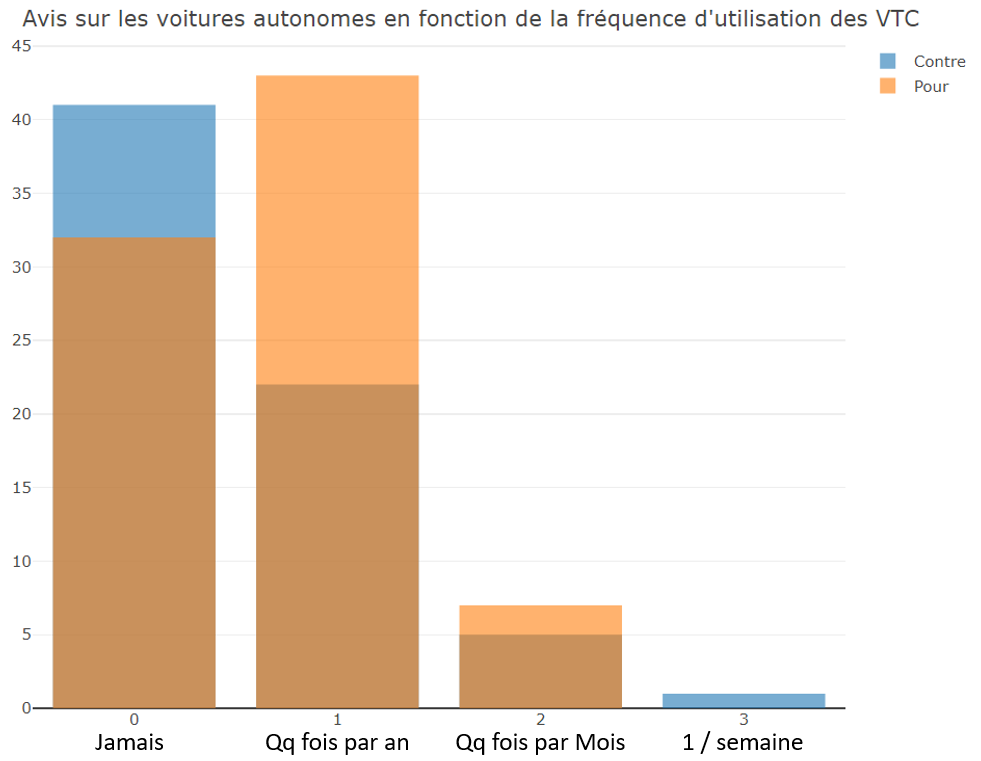 Avis sur les voitures autonomes en fonction de la fréquence d'utilisation des VTC
45
40
35
30
25
20
15
10
5
0
Contre
Pour
0 1 2 3
Jamais Qq fois par an Qq fois par Mois 1 / semaine